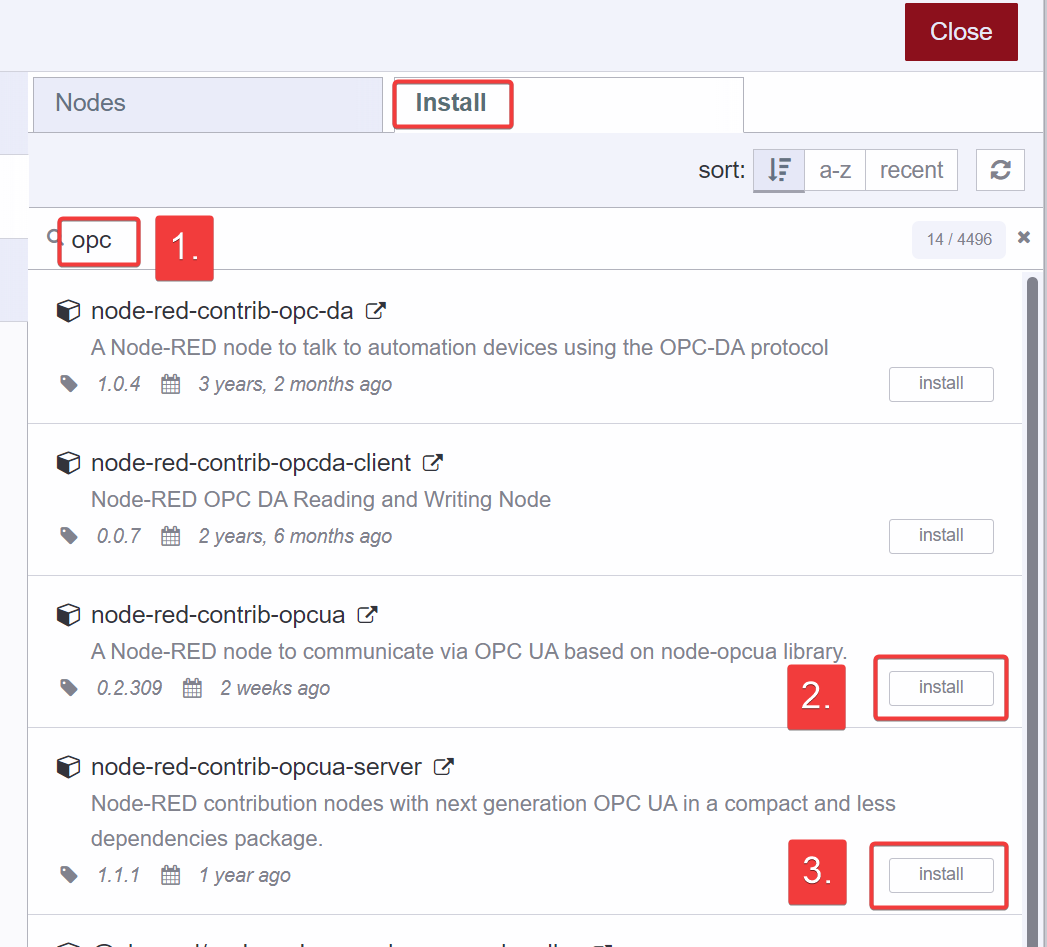 Close
Nodes
Install
sort: a-z recent
opc 1. 14 / 4496
node-red-contrib-opc-da
A Node-RED node to talk to automation devices using the OPC-DA protocol
1.0.4 3 years, 2 months ago
install
node-red-contrib-opcda-client
Node-RED OPC DA Reading and Writing Node
0.0.7 2 years, 6 months ago
install
node-red-contrib-opcua
A Node-RED node to communicate via OPC UA based on node-opcua library.
0.2.309 2 weeks ago
2. install
node-red-contrib-opcua-server
Node-RED contribution nodes with next generation OPC UA in a compact and less
dependencies package.
1.1.1 1 year ago
3. install